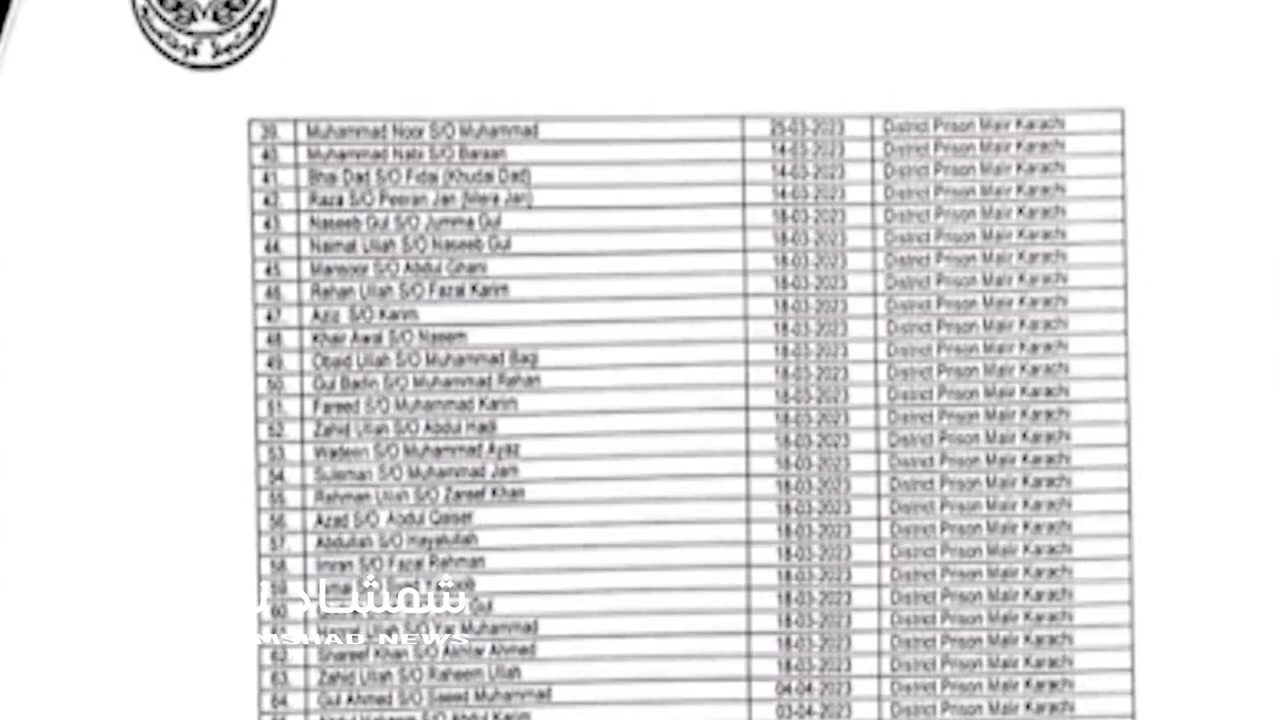 39. Muhammad Noor S/O Muhammad 25-03-2023 District Prison Malir Karachi
40. Muhammad Nabi S/O Baraan 14-03-2023 District Prison Malir Karachi
41. Bhai Dad S/O Fidai (Khudai Dad) 14-03-2023 District Prison Malir Karachi
42. Raza S/O Peeran Jan (Mera Jan) 14-03-2023 District Prison Malir Karachi
43. Naseeb Gul S/O Jumma Gul 18-03-2023 District Prison Malir Karachi
44. Naimat Ullah S/O Naseeb Gul 18-03-2023 District Prison Malir Karachi
45. Mansoor S/O Abdul Ghani 18-03-2023 District Prison Malir Karachi
46. Rehan Ullah S/O Fazal Karim 18-03-2023 District Prison Malir Karachi
47. Aziz S/O Karim 18-03-2023 District Prison Malir Karachi
48. Khair Awal S/O Naseem 18-03-2023 District Prison Malir Karachi
49. Obaid Ullah S/O Muhammad Baqi 18-03-2023 District Prison Malir Karachi
50. Gul Badin S/O Muhammad Rehan 18-03-2023 District Prison Malir Karachi
51. Fareed S/O Muhammad Karim 18-03-2023 District Prison Malir Karachi
52. Zahid Ullah S/O Abdul Hadi 18-03-2023 District Prison Malir Karachi
53. Wadeen S/O Muhammad Ayaz 18-03-2023 District Prison Malir Karachi
54. Suleman S/O Muhammad Jam 18-03-2023 District Prison Malir Karachi
55. Rehman Ullah S/O Zareef Khan 18-03-2023 District Prison Malir Karachi
56. Azad S/O Abdul Qaiser 18-03-2023 District Prison Malir Karachi
57. Abdullah S/O Hayatullah 18-03-2023 District Prison Malir Karachi
58. Imran S/O Fazal Rehman 18-03-2023 District Prison Malir Karachi
59. 18-03-2023 District Prison Malir Karachi
60. Gul 18-03-2023 District Prison Malir Karachi
S/O Yar Muhammad 18-03-2023 District Prison Malir Karachi
62. Shareef Khan S/O Akhtar Ahmed 18-03-2023 District Prison Malir Karachi
63. Zahid Ullah S/O Raheem Ullah 18-03-2023 District Prison Malir Karachi
64. Gul Ahmed S/O Saeed Muhammad 04-04-2023 District Prison Malir Karachi
S/O Abdul Karim 03-04-2023 District Prison Malir Karachi
شمشاد
MSHAD NEWS